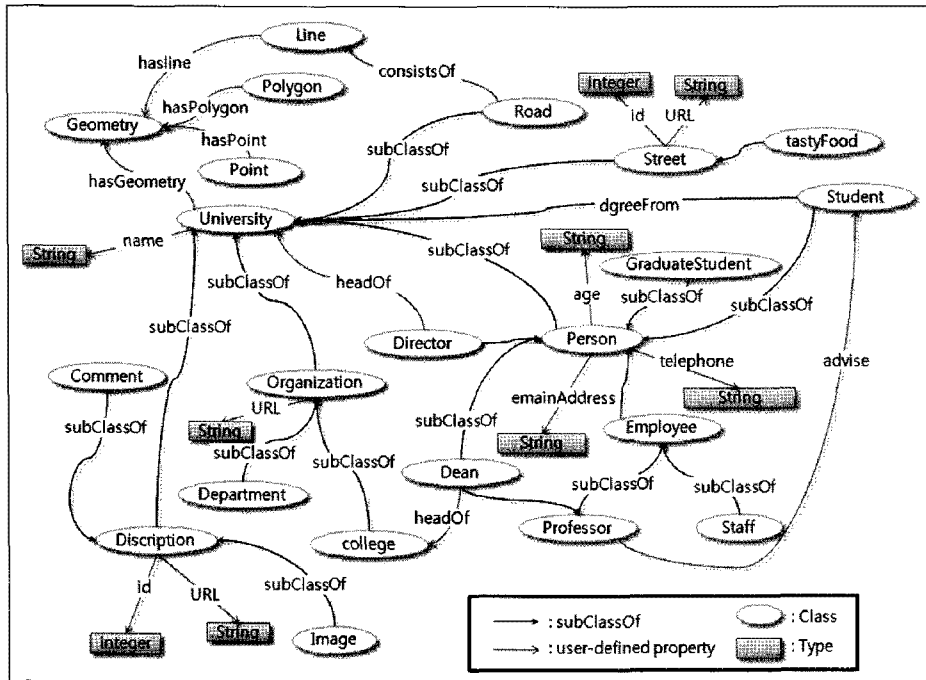 Line
hasline
consistsOf
Polygon
Integer
String
hasPolygon
Road
Geometry
id
URL
hasPoint
tastyFood
subClassOf
Street
Point
hasGeometry
subClassOf
Student
University
dgreeFrom
name
String
String
subClassOf
GraduateStudent
subClassOf
headOf
age
subClassOf
subClassOf
subClassOf
Director
Person
telephone
advise
Comment
Organization
emainAddress
String
URL
subClassOf
String
subClassOf
Employee
String
subClassOf
subClassOf
Dean
Department
subClassOf
subClassOf
headOf
Professor
Staff
Discription
college
id
URL
subClassOf
Integer
String
Image
: subClassOf
: Class
: user-defined property
: Type